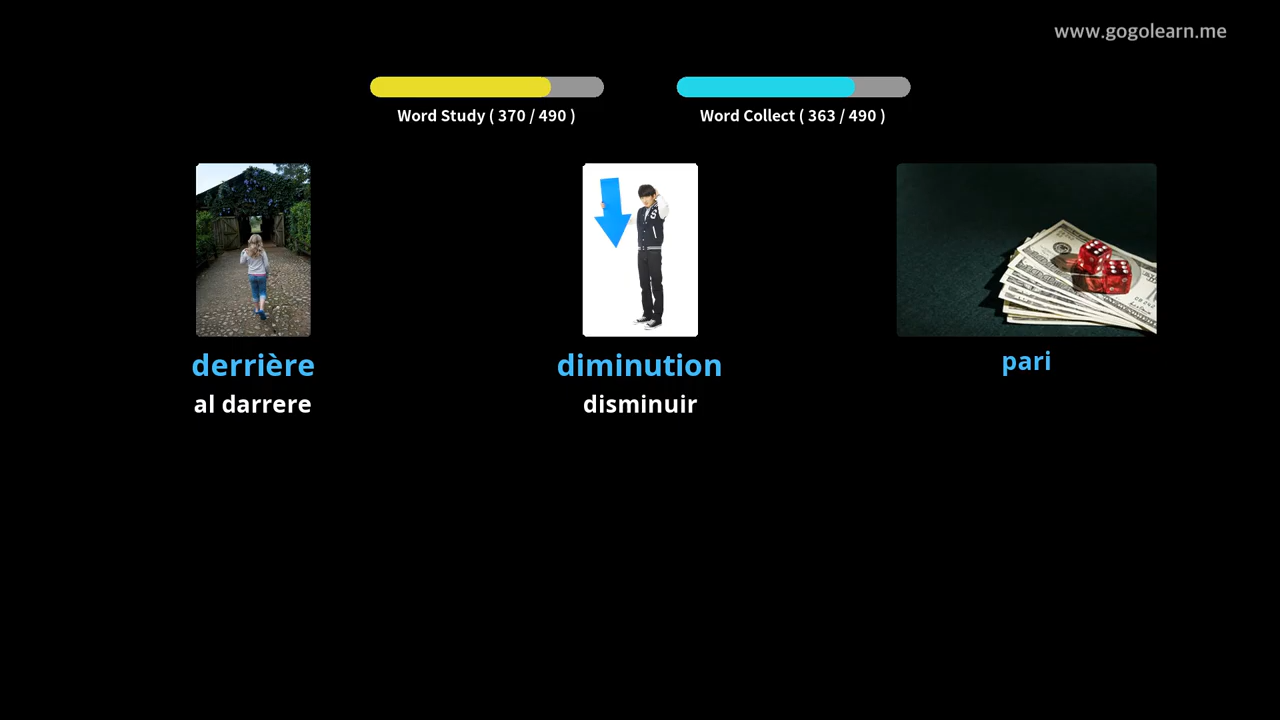 www.gogolearn.me
Word Study ( 370 / 490 )
Word Collect ( 363 / 490 )
derrière
al darrere
diminution
disminuir
pari